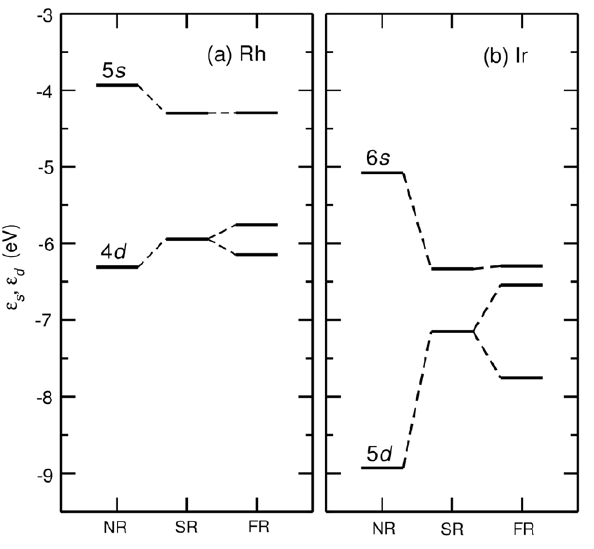 -3
-4
-5
-6
-7
-8
-9
εs, εd (eV)
(a) Rh
5s
4d
NR SR FR
(b) Ir
6s
5d
NR SR FR